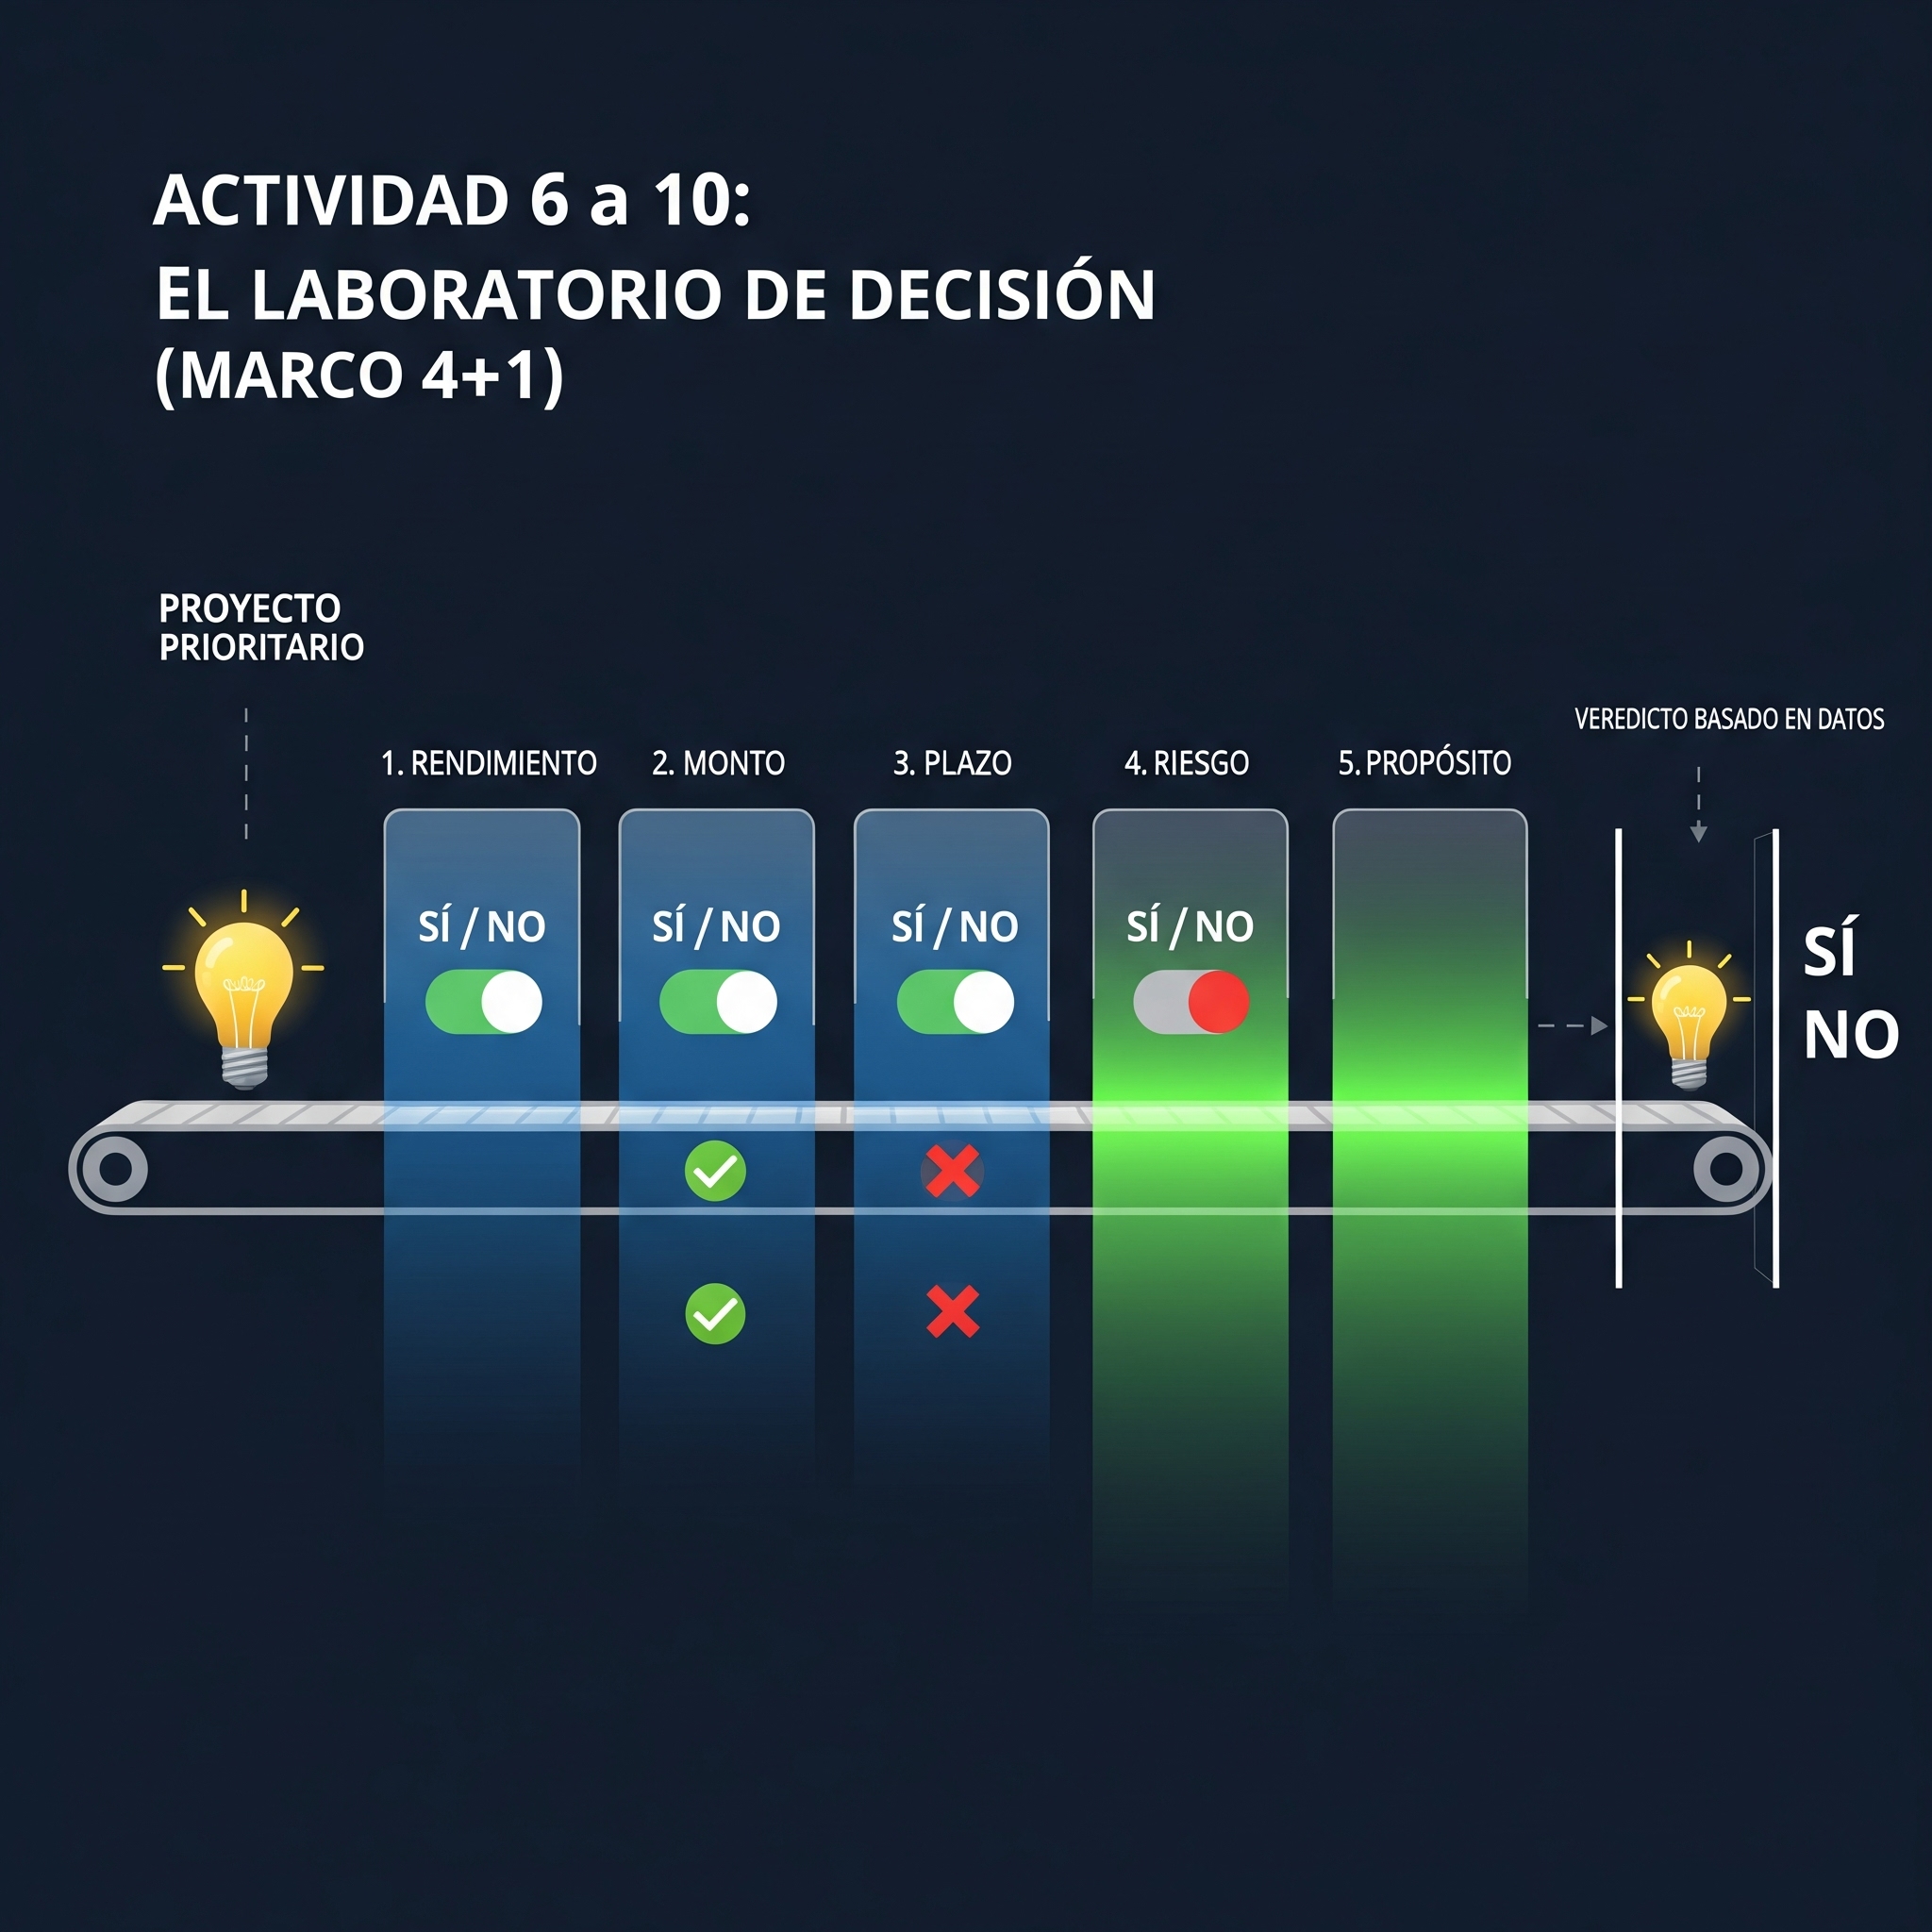 ACTIVIDAD 6 a 10:
EL LABORATORIO DE DECISIÓN
(MARCO 4+1)
PROYECTO
PRIORITARIO
VEREDICTO BASADO EN DATOS
1. RENDIMIENTO
2. MONTO
3. PLAZO
4. RIESGO
5. PROPÓSITO
SÍ / NO
SÍ / NO
SÍ / NO
SÍ / NO
SÍ
NO